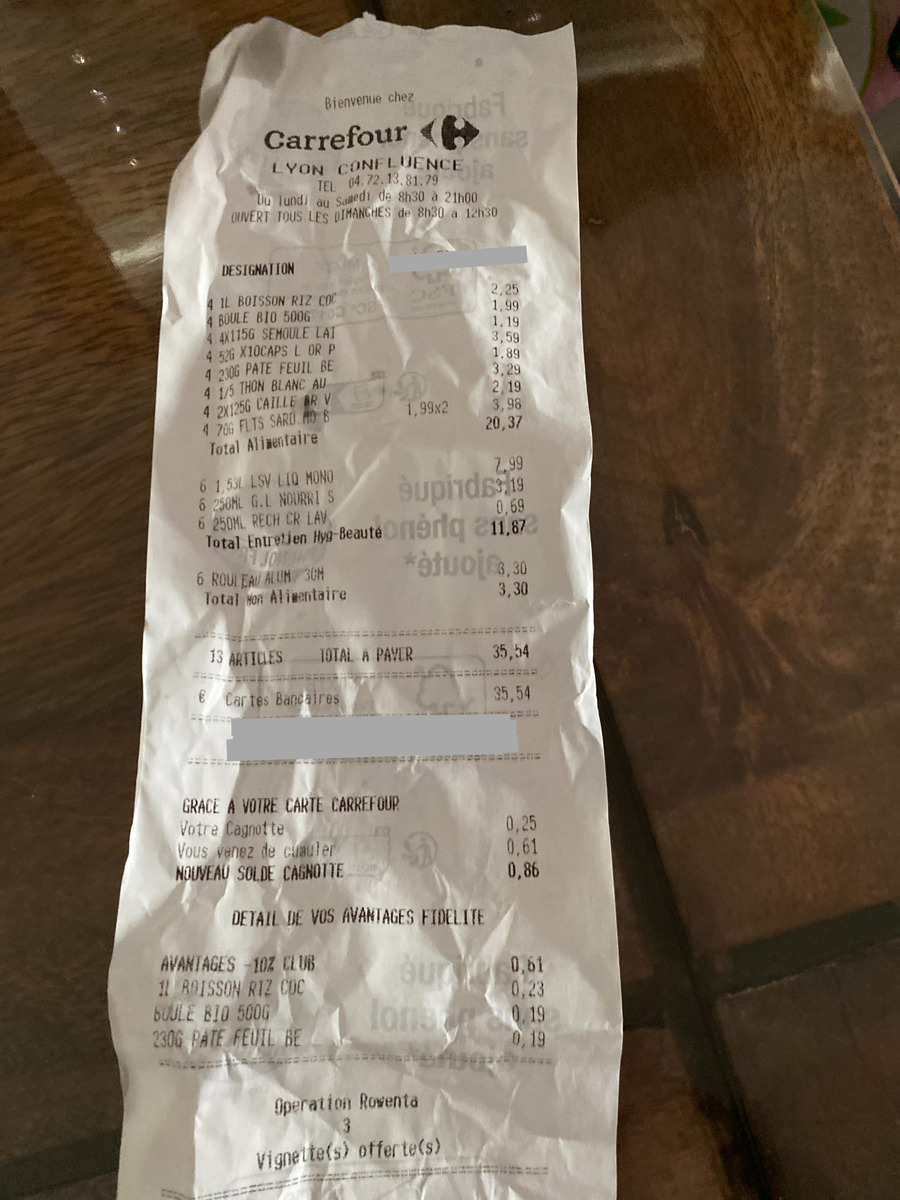 Bienvenue chez
Carrefour
LYON CONFLUENCE
TEL 04.72.13.81.79
Du lundi au Samedi de 8h30 à 21h00
OUVERT TOUS LES DIMANCHES de 8h30 a 12h30
DESIGNATION
4 1L BOISSON RIZ COC 2,25
4 BOULE BIO 500G 1,99
4 4X115G SEMOULE LAI 1,19
4 52G X10CAPS L OR P 3,59
4 230G PATE FEUIL BE 1,89
4 1/5 THON BLANC AU 3,29
4 2X125G CAILLE BR V 2,19
4 70G FLTS SARD MO B 1,99x2 3,98
Total Alimentaire 20,37
6 1,53L LSV LIQ MONO 7,99
6 250ML G.L NOURRI S 3,19
6 250ML RECH CR LAV 0,69
Total Entretien Hyg-Beauté 11,87
6 ROULEAU ALUM 30M 3,30
Total Non Alimentaire 3,30
13 ARTICLES TOTAL A PAYER 35,54
€ Cartes Bancaires 35,54
GRACE A VOTRE CARTE CARREFOUR
Votre Cagnotte 0,25
Vous venez de cumuler 0,61
NOUVEAU SOLDE CAGNOTTE 0,86
DETAIL DE VOS AVANTAGES FIDELITE
AVANTAGES -10% CLUB 0,61
1L BOISSON RIZ COC 0,23
BOULE BIO 500G 0,19
230G PATE FEUIL BE 0,19
Operation Rowenta
3
Vignette(s) offerte(s)